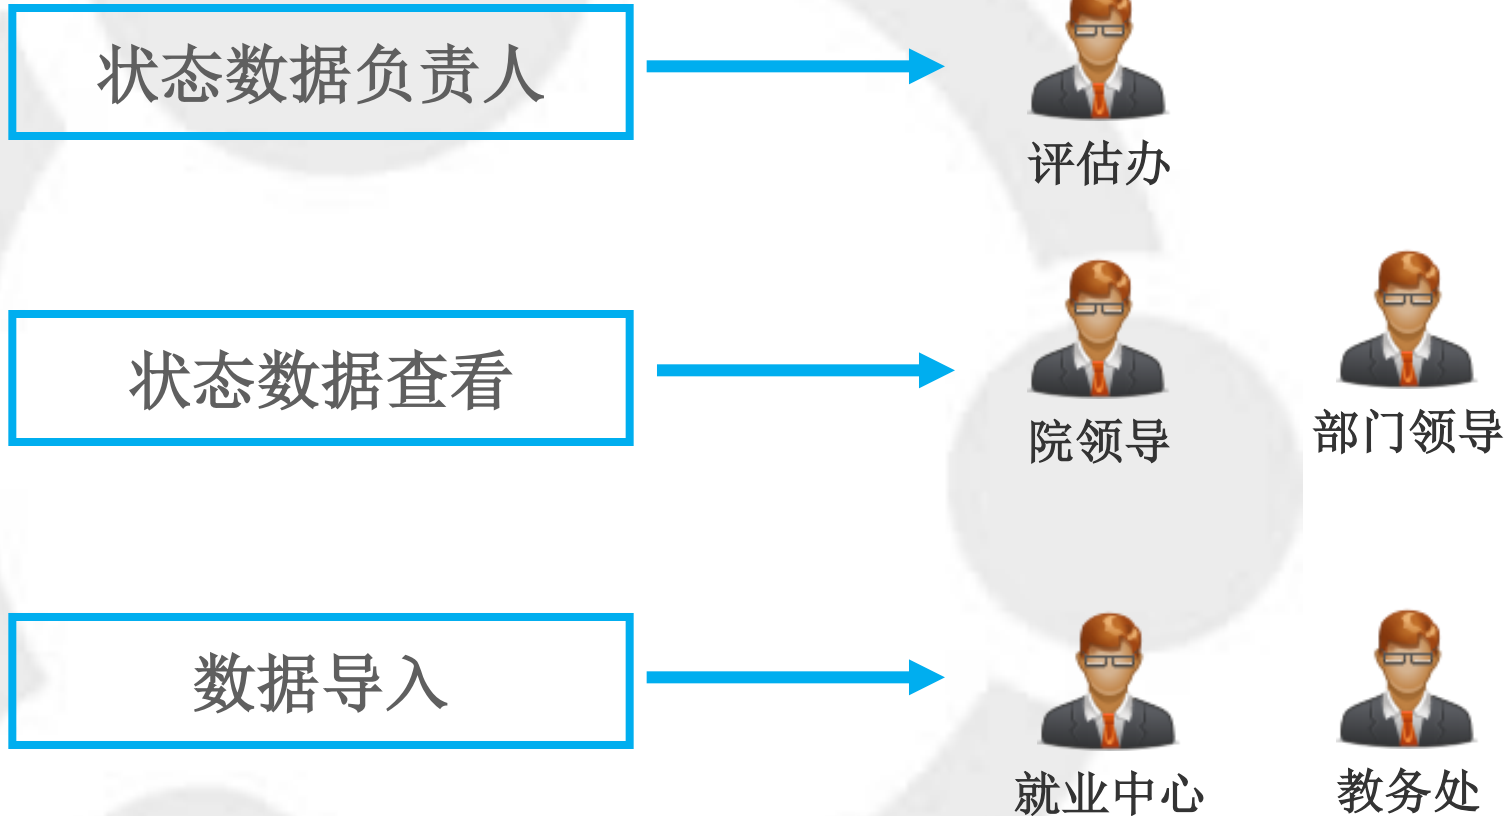 状态数据负责人
评估办
状态数据查看
院领导
部门领导
数据导入
就业中心
教务处